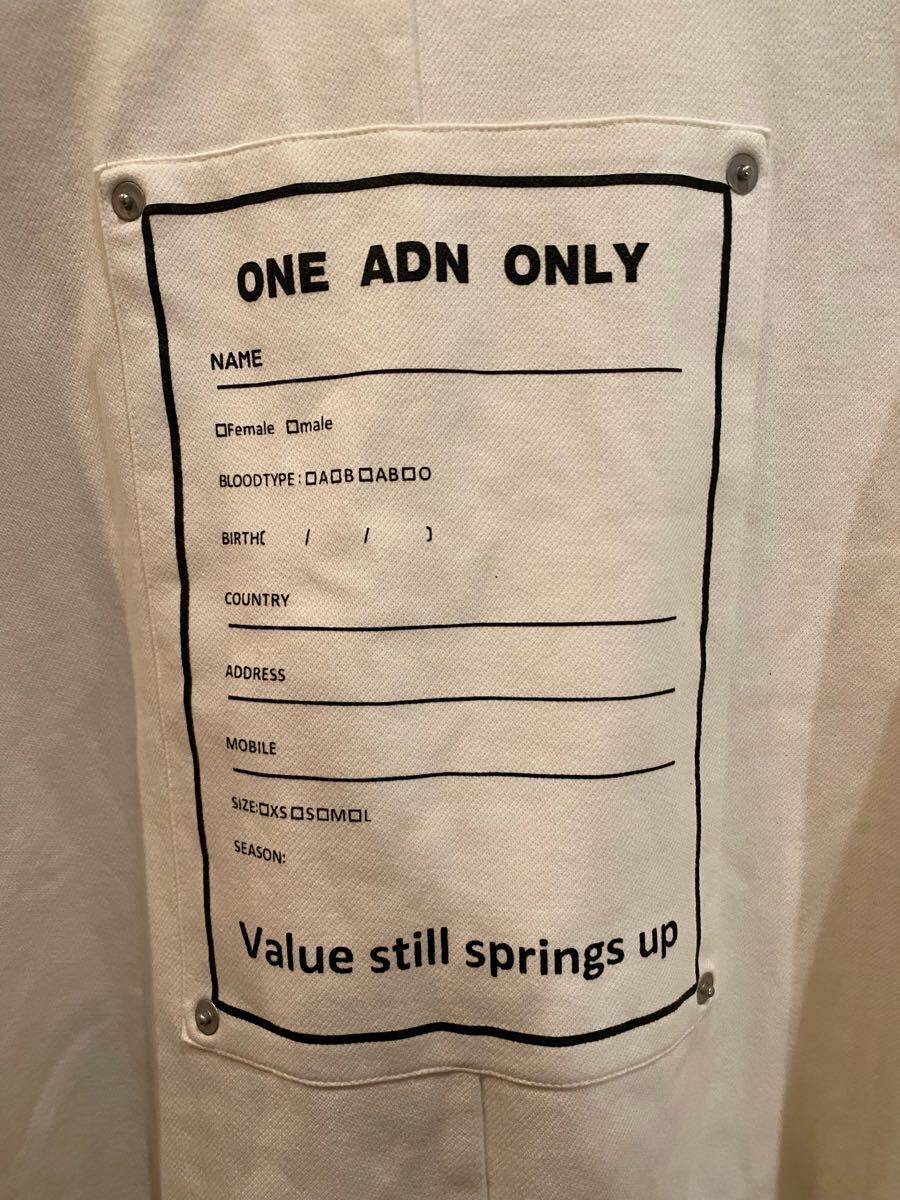 ONE ADN ONLY
NAME
☐Female ☐male
BLOODTYPE: ☐A☐B☐AB☐O
BIRTH( / / )
COUNTRY
ADDRESS
MOBILE
SIZE:☐XS☐S☐M☐L
SEASON:
Value still springs up